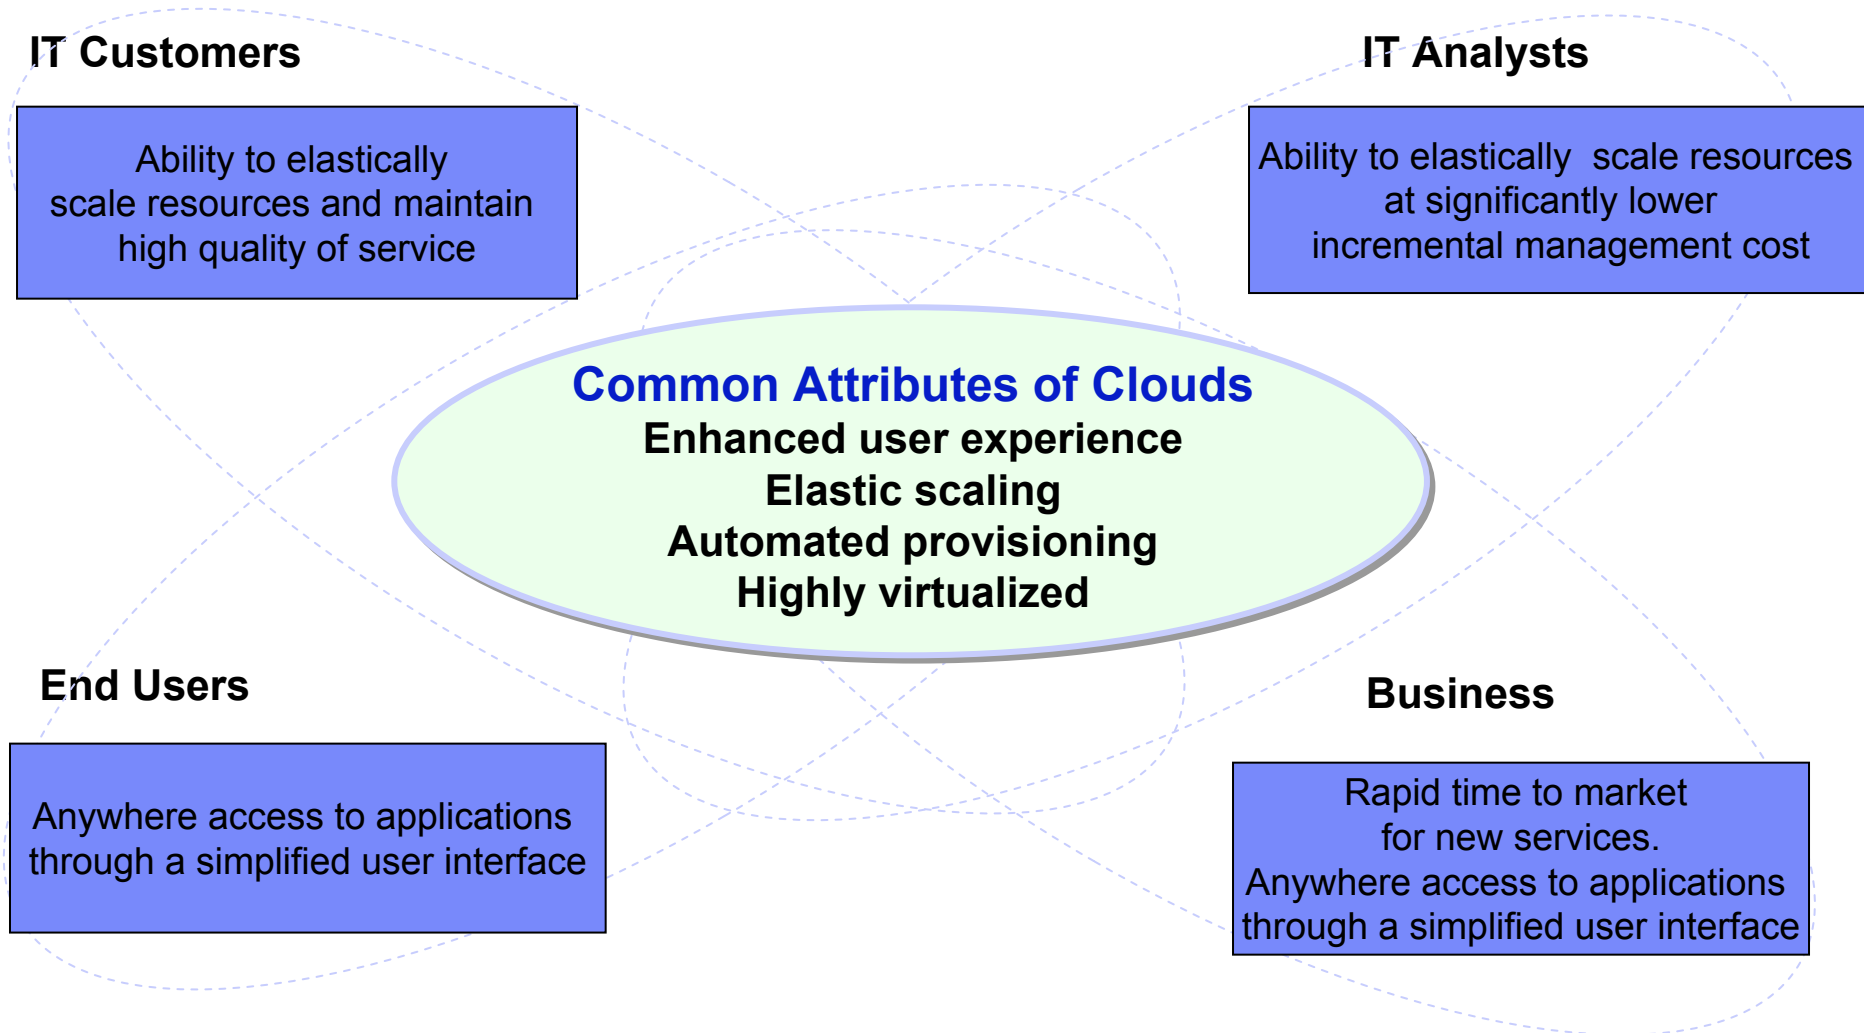 IT Customers
Ability to elastically
scale resources and maintain
high quality of service
IT Analysts
Ability to elastically  scale resources
at significantly lower
incremental management cost
Common Attributes of Clouds
Enhanced user experience
Elastic scaling
Automated provisioning
Highly virtualized
End Users
Anywhere access to applications
through a simplified user interface
Business
Rapid time to market
for new services.
Anywhere access to applications
through a simplified user interface